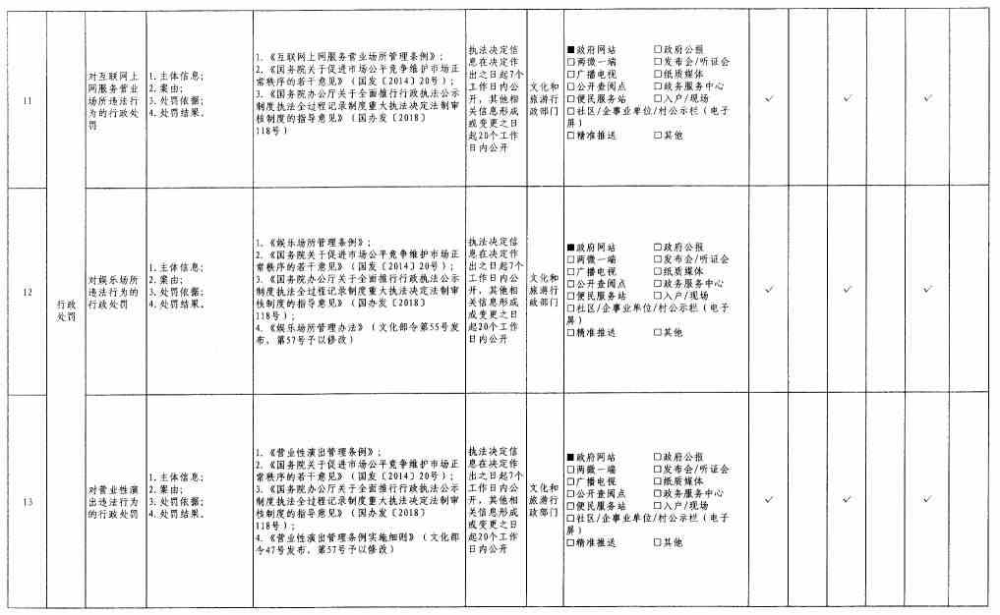 11
行政
处罚
对互联网上
网服务营业
场所违法行
为的行政处
罚
1.主体信息;
2.案由;
3.处罚依据;
4.处罚结果。
1.《互联网上网服务营业场所管理条例》;
2.《国务院关于促进市场公平竞争维护市场正
常秩序的若干意见》(国发〔2014〕20号);
3.《国务院办公厅关于全面推行行政执法公示
制度执法全过程记录制度重大执法决定法制审
核制度的指导意见》(国办发〔2018〕
118号)
执法决定信
息在决定作
出之日起7个
工作日内公
开,其他相
关信息形成
或变更之日
起20个工作
日内公开
文化和
旅游行
政部门
■政府网站 □政府公报
□两微一端 □发布会/听证会
□广播电视 □纸质媒体
□公开查阅点 □政务服务中心
□便民服务站 □入户/现场
□社区/企事业单位/村公示栏(电子
屏)
□精准推送 □其他
✓ ✓ ✓
12
对娱乐场所
违法行为的
行政处罚
1.主体信息;
2.案由;
3.处罚依据;
4.处罚结果。
1.《娱乐场所管理条例》;
2.《国务院关于促进市场公平竞争维护市场正
常秩序的若干意见》(国发〔2014〕20号);
3.《国务院办公厅关于全面推行行政执法公示
制度执法全过程记录制度重大执法决定法制审
核制度的指导意见》(国办发〔2018〕
118号);
4.《娱乐场所管理办法》(文化部令第55号发
布,第57号予以修改)
执法决定信
息在决定作
出之日起7个
工作日内公
开,其他相
关信息形成
或变更之日
起20个工作
日内公开
文化和
旅游行
政部门
■政府网站 □政府公报
□两微一端 □发布会/听证会
□广播电视 □纸质媒体
□公开查阅点 □政务服务中心
□便民服务站 □入户/现场
□社区/企事业单位/村公示栏(电子
屏)
□精准推送 □其他
✓ ✓ ✓
13
对营业性演
出违法行为
的行政处罚
1.主体信息;
2.案由;
3.处罚依据;
4.处罚结果。
1.《营业性演出管理条例》;
2.《国务院关于促进市场公平竞争维护市场正
常秩序的若干意见》(国发〔2014〕20号);
3.《国务院办公厅关于全面推行行政执法公示
制度执法全过程记录制度重大执法决定法制审
核制度的指导意见》(国办发〔2018〕
118号);
4.《营业性演出管理条例实施细则》(文化部
令47号发布,第57号予以修改)
执法决定信
息在决定作
出之日起7个
工作日内公
开,其他相
关信息形成
或变更之日
起20个工作
日内公开
文化和
旅游行
政部门
■政府网站 □政府公报
□两微一端 □发布会/听证会
□广播电视 □纸质媒体
□公开查阅点 □政务服务中心
□便民服务站 □入户/现场
□社区/企事业单位/村公示栏(电子
屏)
□精准推送 □其他
✓ ✓ ✓